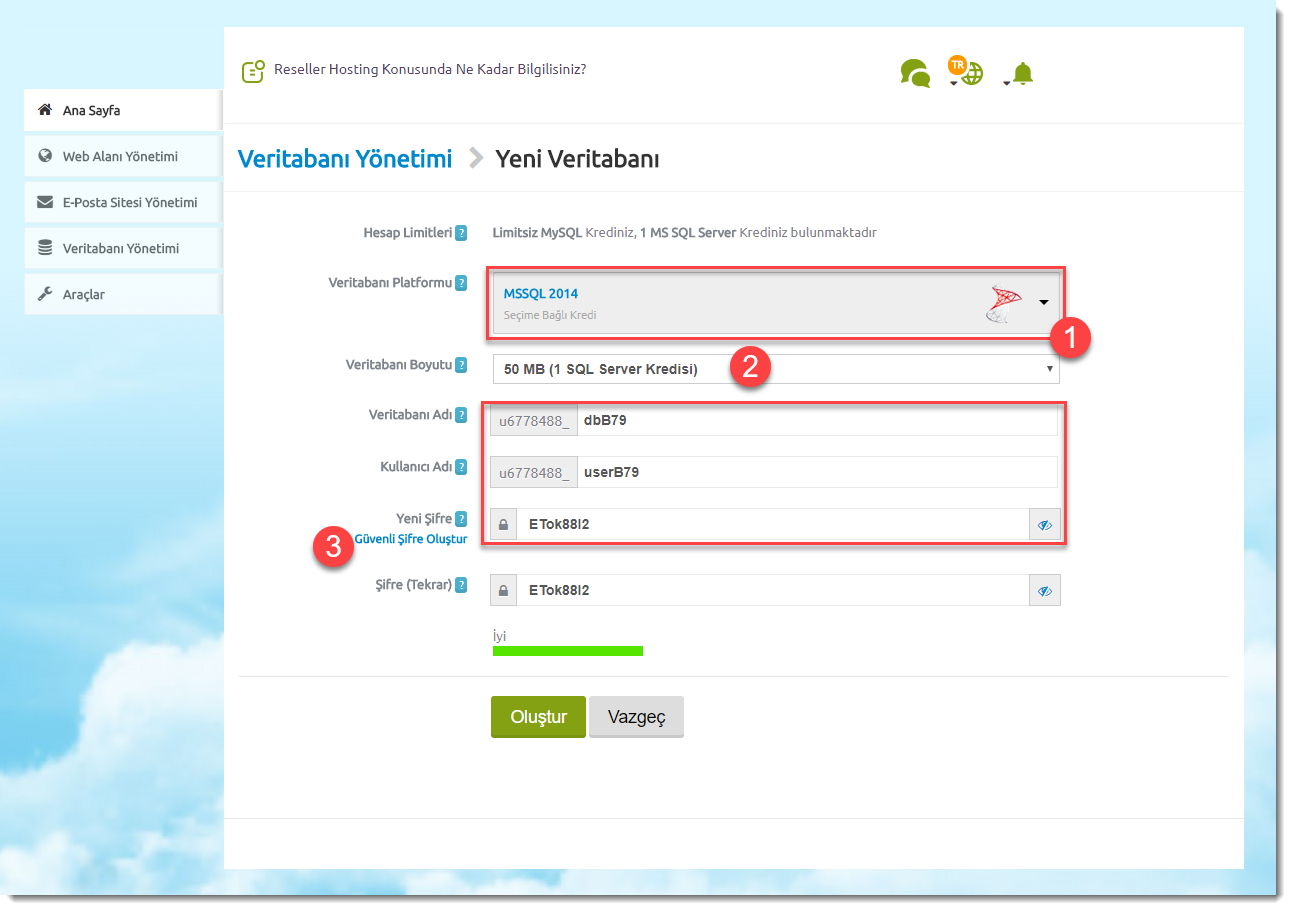 Reseller Hosting Konusunda Ne Kadar Bilgilisiniz?
TR
Ana Sayfa
Web Alanı Yönetimi
E-Posta Sitesi Yönetimi
Veritabanı Yönetimi
Araçlar
Veritabanı Yönetimi Yeni Veritabanı
Hesap Limitleri ? Limitsiz MySQL Krediniz, 1 MS SQL Server Krediniz bulunmaktadır
Veritabanı Platformu ? MSSQL 2014
Seçime Bağlı Kredi
1
Veritabanı Boyutu ? 50 MB (1 SQL Server Kredisi) 2
Veritabanı Adı ? u6778488_ dbB79
Kullanıcı Adı ? u6778488_ userB79
Yeni Şifre ? ETok88l2
3 Güvenli Şifre Oluştur
Şifre (Tekrar) ? ETok88l2
İyi
Oluştur Vazgeç